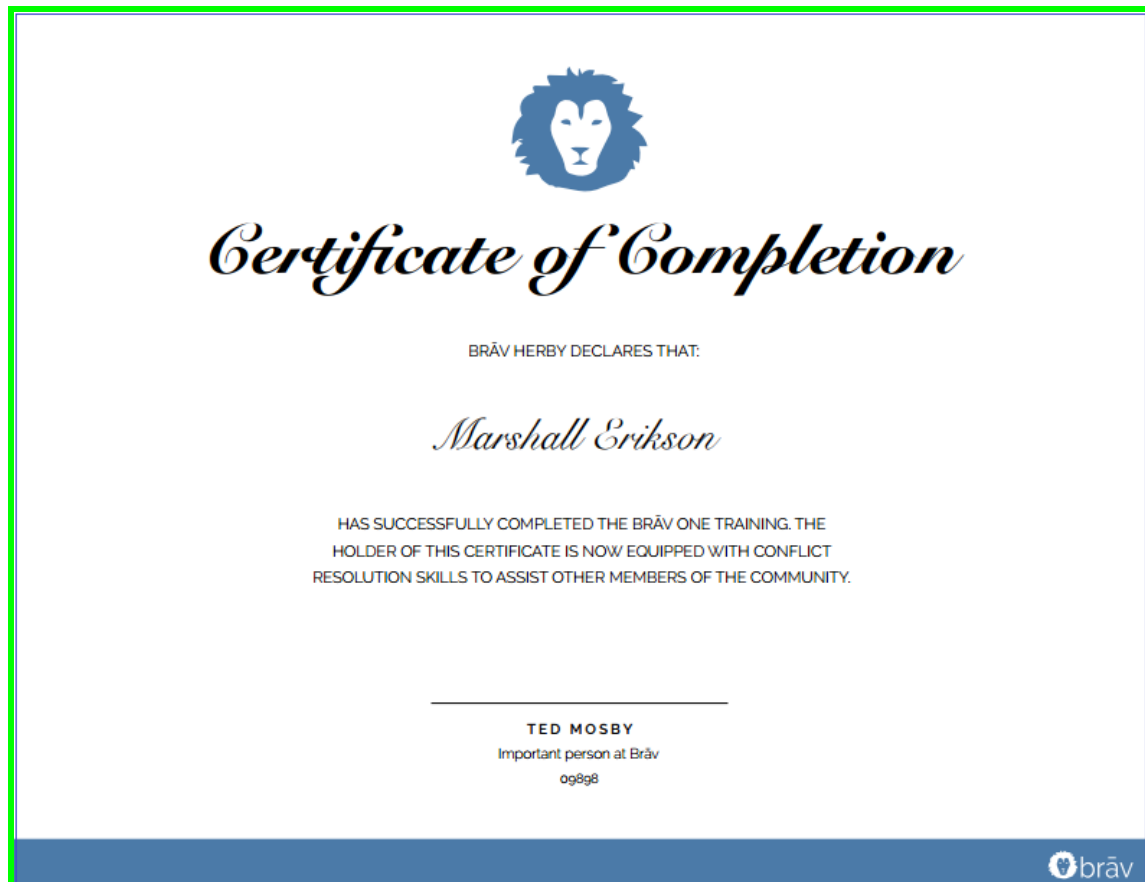 Certificate of Completion
BRĀV HERBY DECLARES THAT:
Marshall Erikson
HAS SUCCESSFULLY COMPLETED THE BRĀV ONE TRAINING. THE
HOLDER OF THIS CERTIFICATE IS NOW EQUIPPED WITH CONFLICT
RESOLUTION SKILLS TO ASSIST OTHER MEMBERS OF THE COMMUNITY.
TED MOSBY
Important person at Brāv
09898
brāv